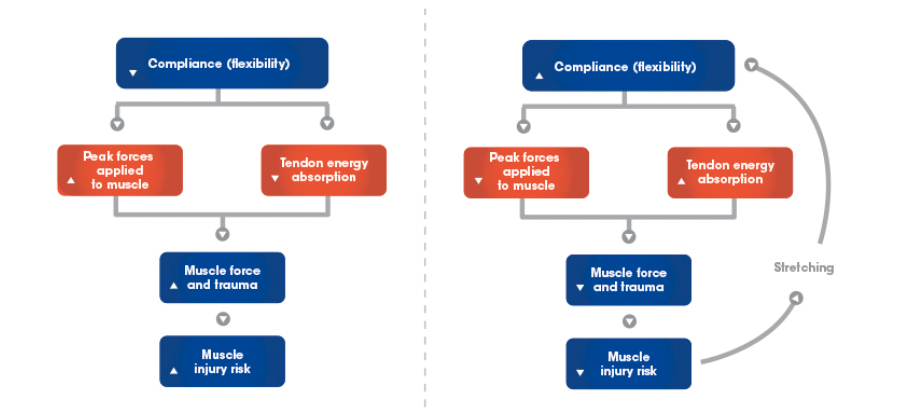 Compliance (flexibility)
Peak forces
applied
to muscle
Tendon energy
absorption
Muscle force
and trauma
Muscle
injury risk
Compliance (flexibility)
Peak forces
applied
to muscle
Tendon energy
absorption
Muscle force
and trauma
Muscle
injury risk
Stretching